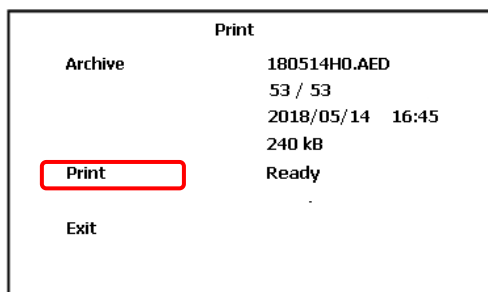 Print
Archive 180514H0.AED
53 / 53
2018/05/14 16:45
240 kB
Print Ready
.
Exit